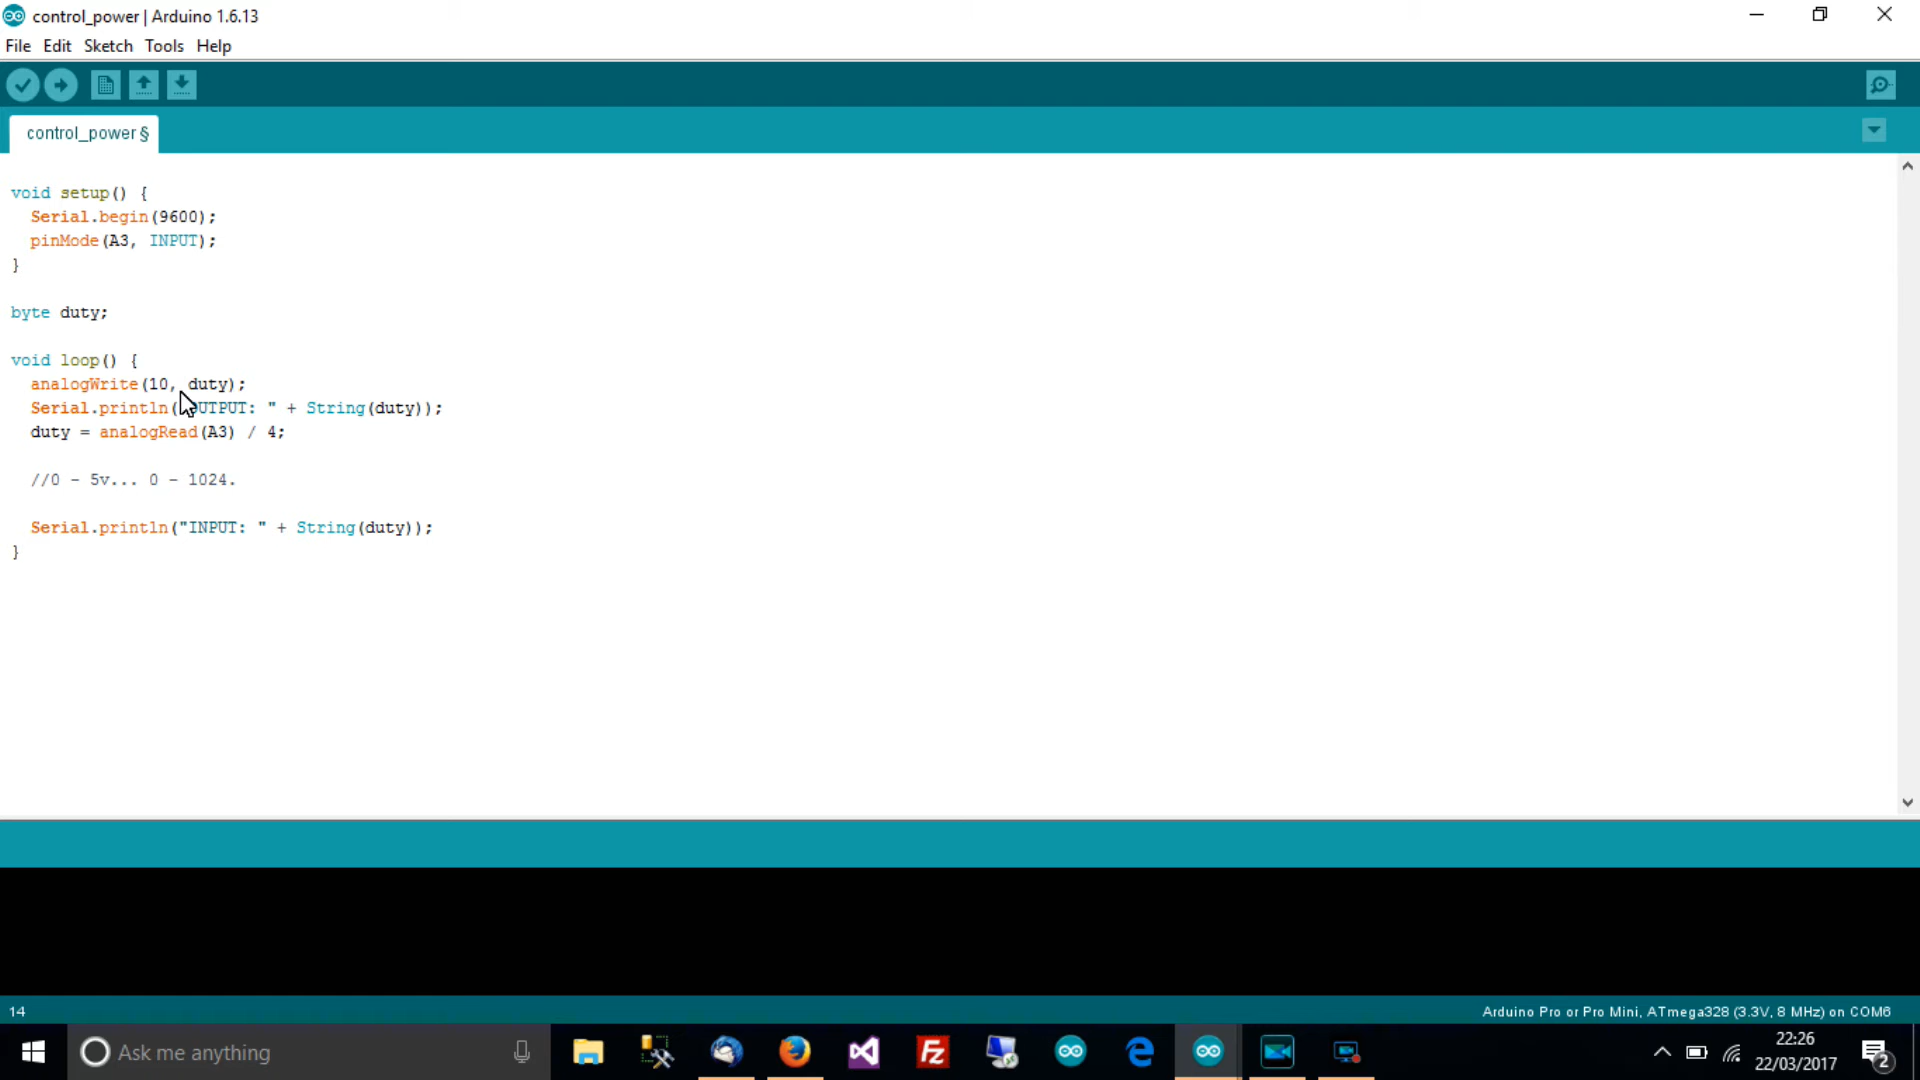 control_power | Arduino 1.6.13
File Edit Sketch Tools Help
control_power §
void setup() {
Serial.begin(9600);
pinMode(A3, INPUT);
}
byte duty;
void loop() {
analogWrite(10, duty);
Serial.println("OUTPUT: " + String(duty));
duty = analogRead(A3) / 4;
//0 - 5v... 0 - 1024.
Serial.println("INPUT: " + String(duty));
}
14
Arduino Pro or Pro Mini, ATmega328 (3.3V, 8 MHz) on COM6
Ask me anything
Fz
22:26
22/03/2017
2